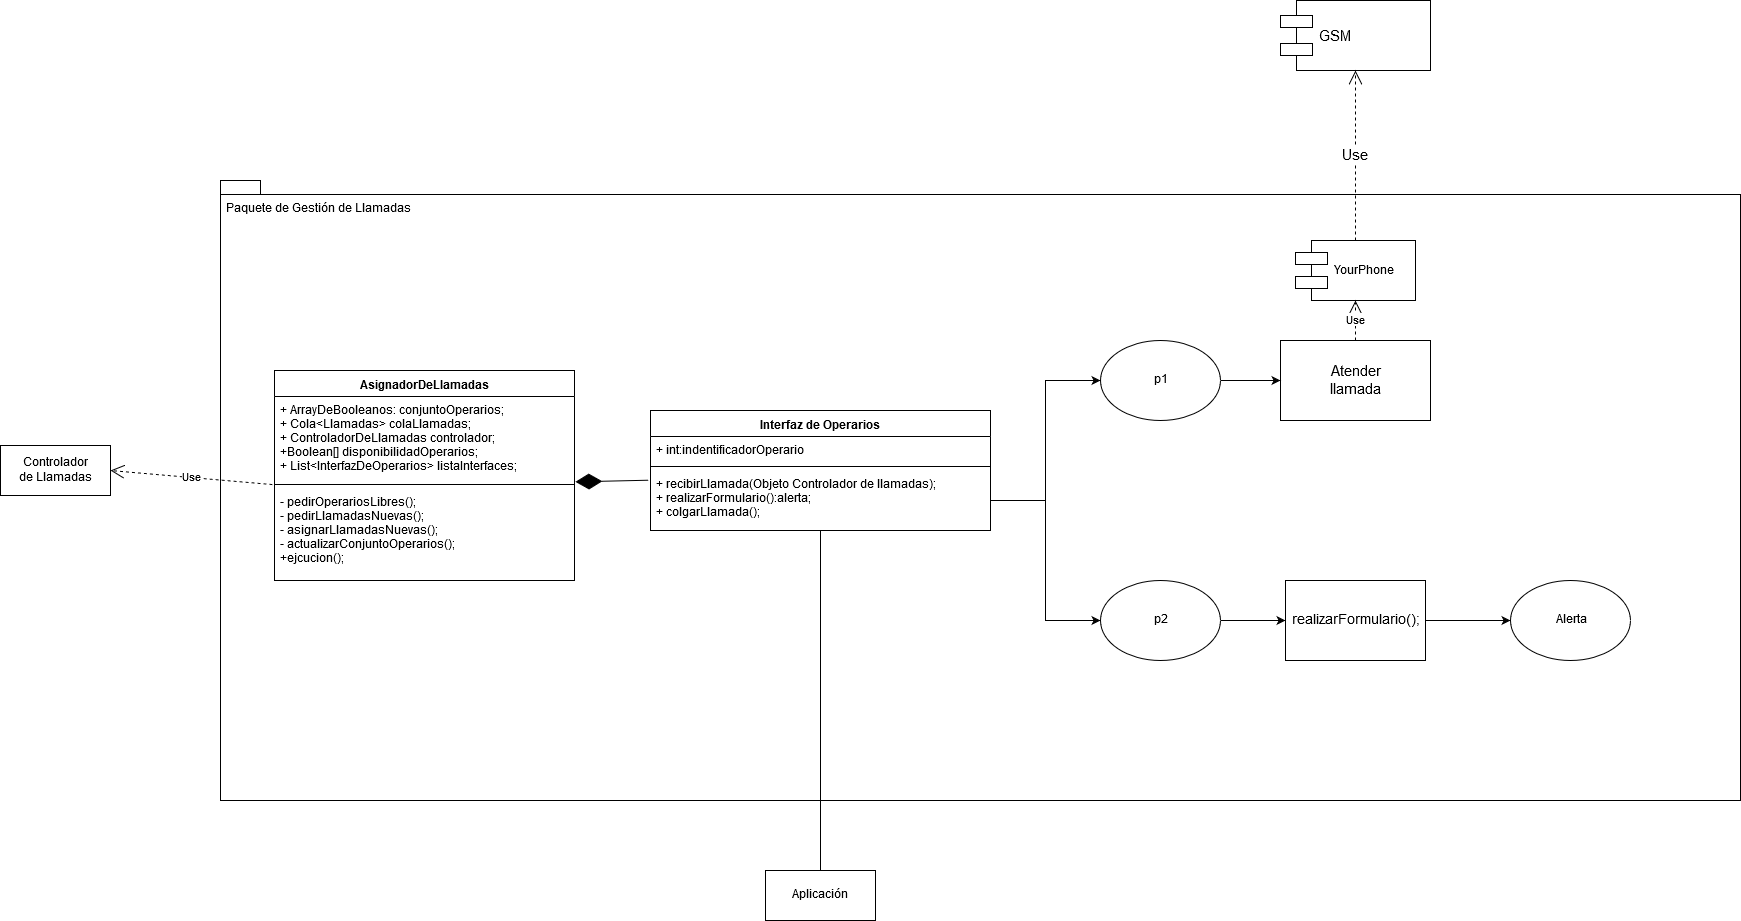 GSM
Use
Paquete de Gestión de Llamadas
YourPhone
Use
Atender
llamada
p1
AsignadorDeLlamadas
+ ArrayDeBooleanos: conjuntoOperarios;
+ Cola<Llamadas> colaLlamadas;
+ ControladorDeLlamadas controlador;
+Boolean[] disponibilidadOperarios;
+ List<InterfazDeOperarios> listaInterfaces;
- pedirOperariosLibres();
- pedirLlamadasNuevas();
- asignarLlamadasNuevas();
- actualizarConjuntoOperarios();
+ejcucion();
Interfaz de Operarios
+ int:indentificadorOperario
+ recibirLlamada(Objeto Controlador de llamadas);
+ realizarFormulario():alerta;
+ colgarLlamada();
Controlador
de Llamadas
Use
p2
realizarFormulario();
Alerta
Aplicación